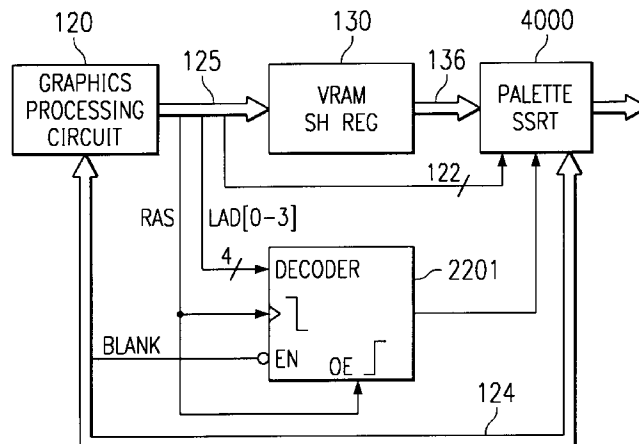 120
130
4000
125
136
GRAPHICS
PROCESSING
CIRCUIT
VRAM
SH REG
PALETTE
SSRT
122
RAS
LAD[0-3]
4
DECODER
2201
BLANK
EN
OE
124